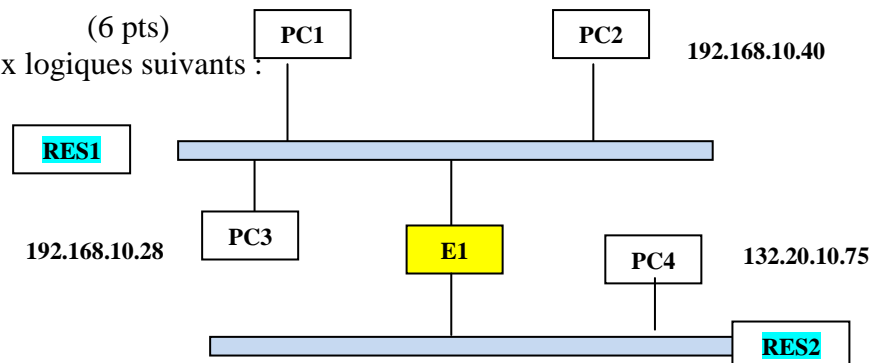 (6 pts)
x logiques suivants :
PC1
PC2
192.168.10.40
RES1
192.168.10.28
PC3
E1
PC4
132.20.10.75
RES2